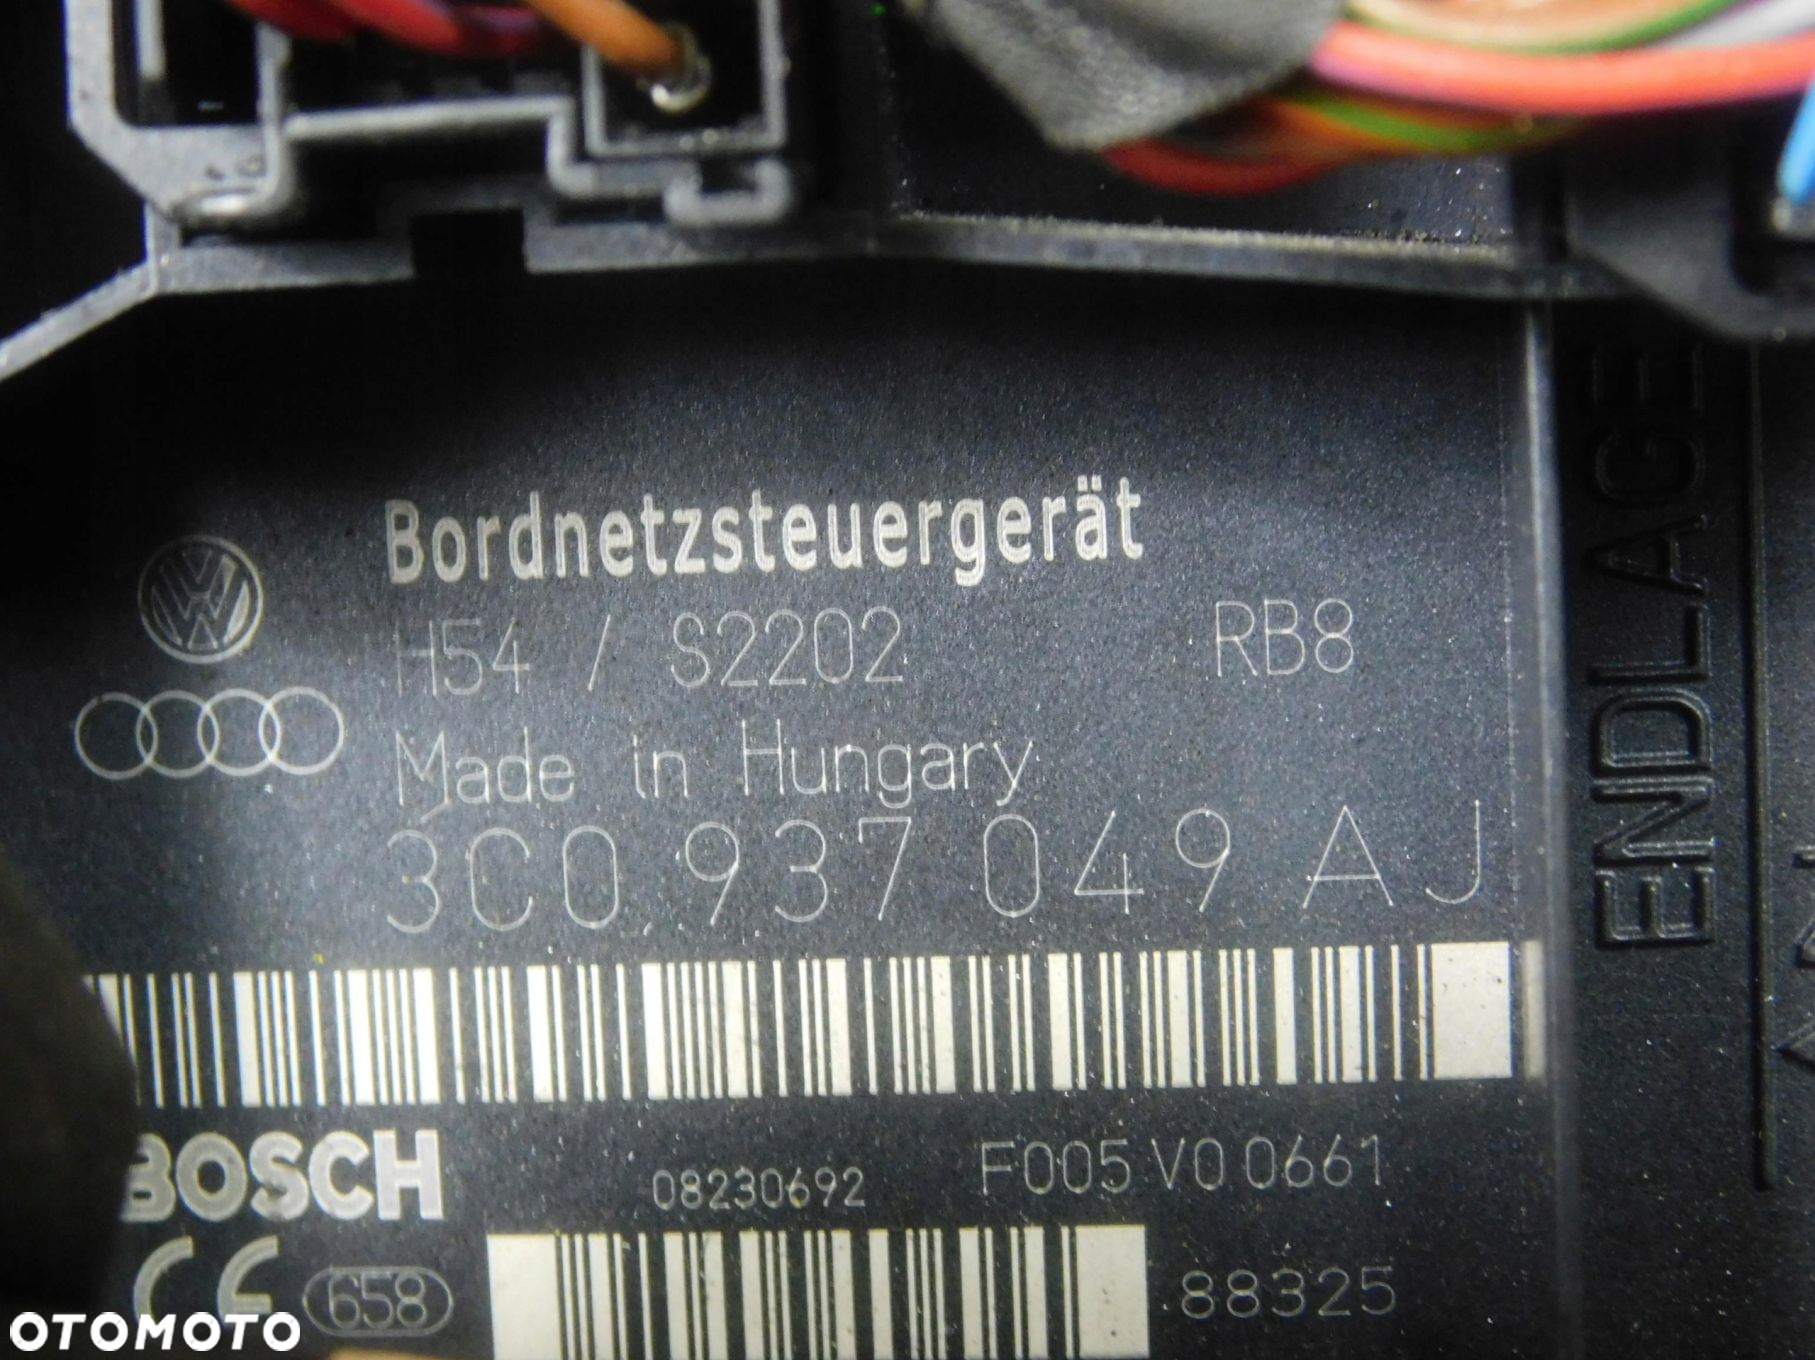 Bordnetzsteuergerät
H54 / S2202 RB8
Made in Hungary
3C0 937 049 AJ
BOSCH 08230692 F005 V0 0661
CE 658 88325
ENDLAGE
OTOMOTO